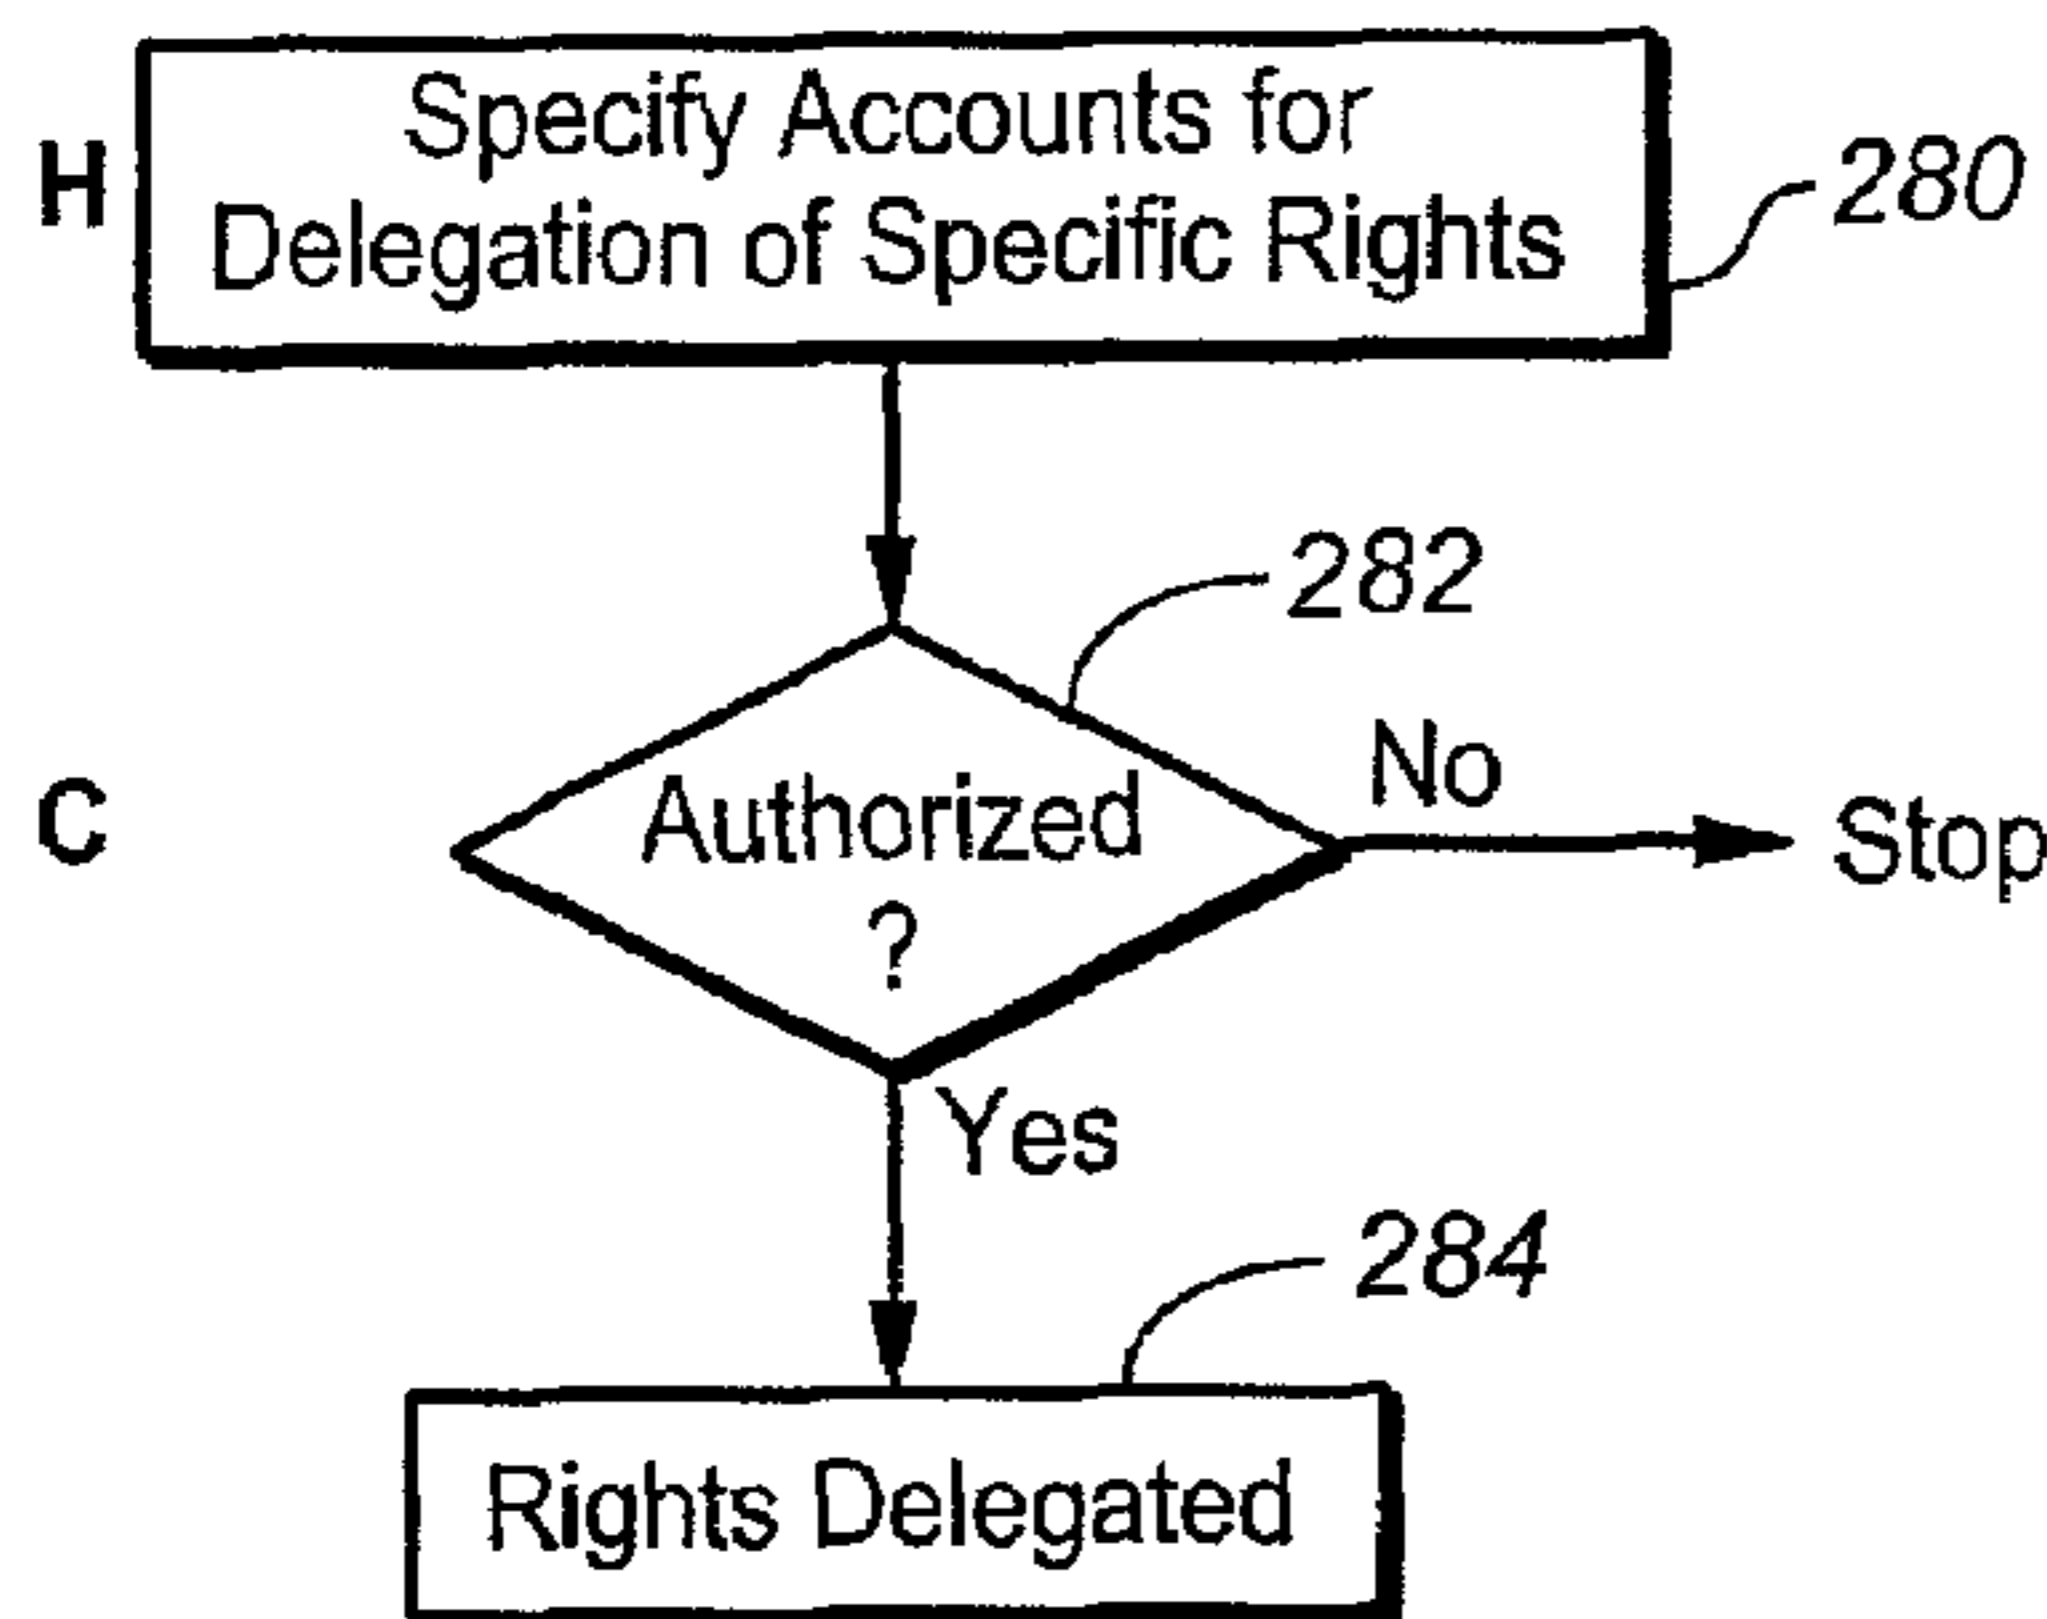 Specify Accounts for
H
Delegation of Specific Rights
280
282
No
C
Authorized
?
Stop
Yes
284
Rights Delegated